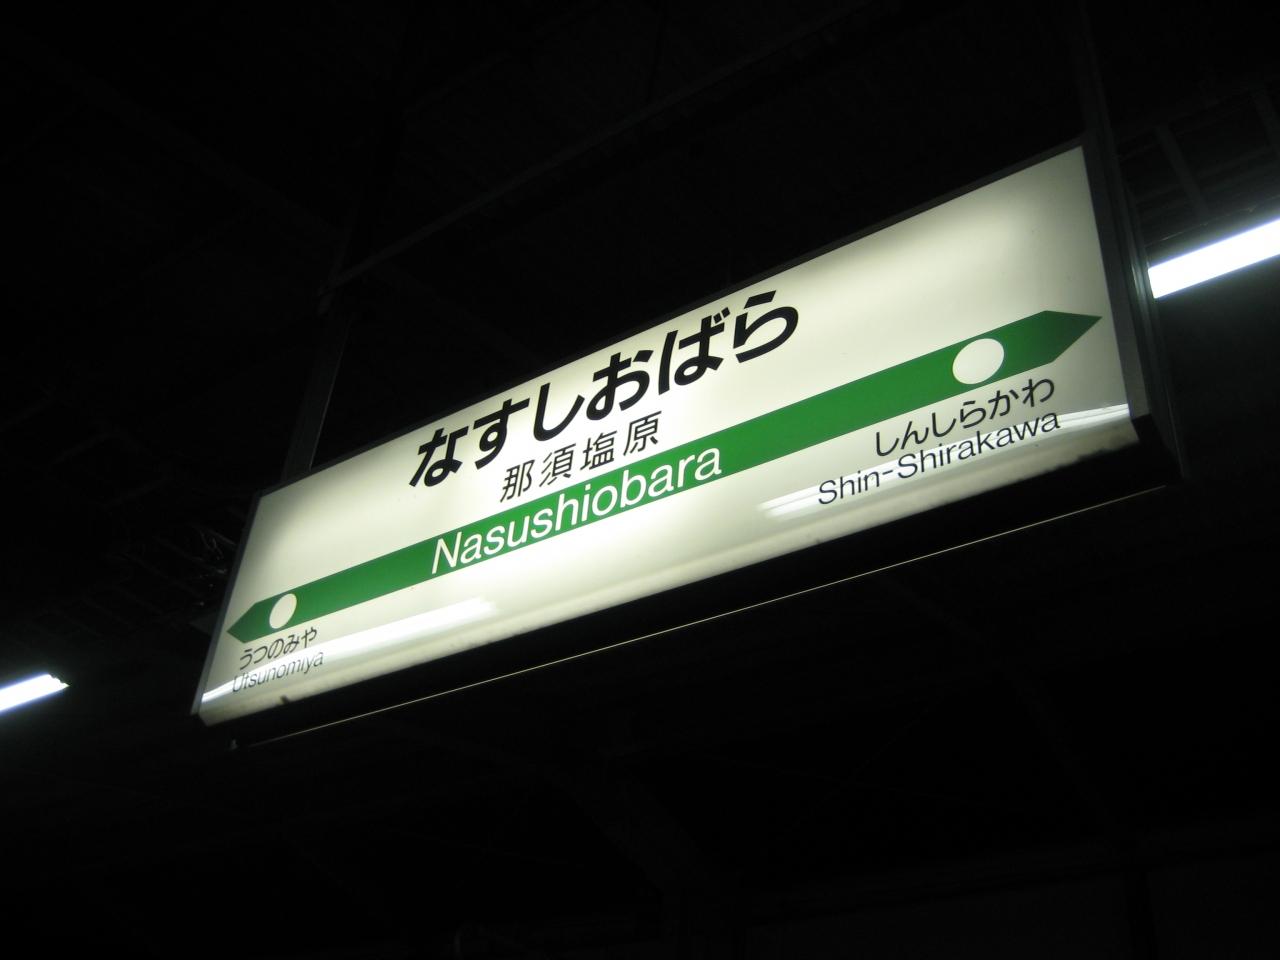 なすしおばら
那須塩原
Nasushiobara
うつのみや
Utsunomiya
しんしらかわ
Shin-Shirakawa